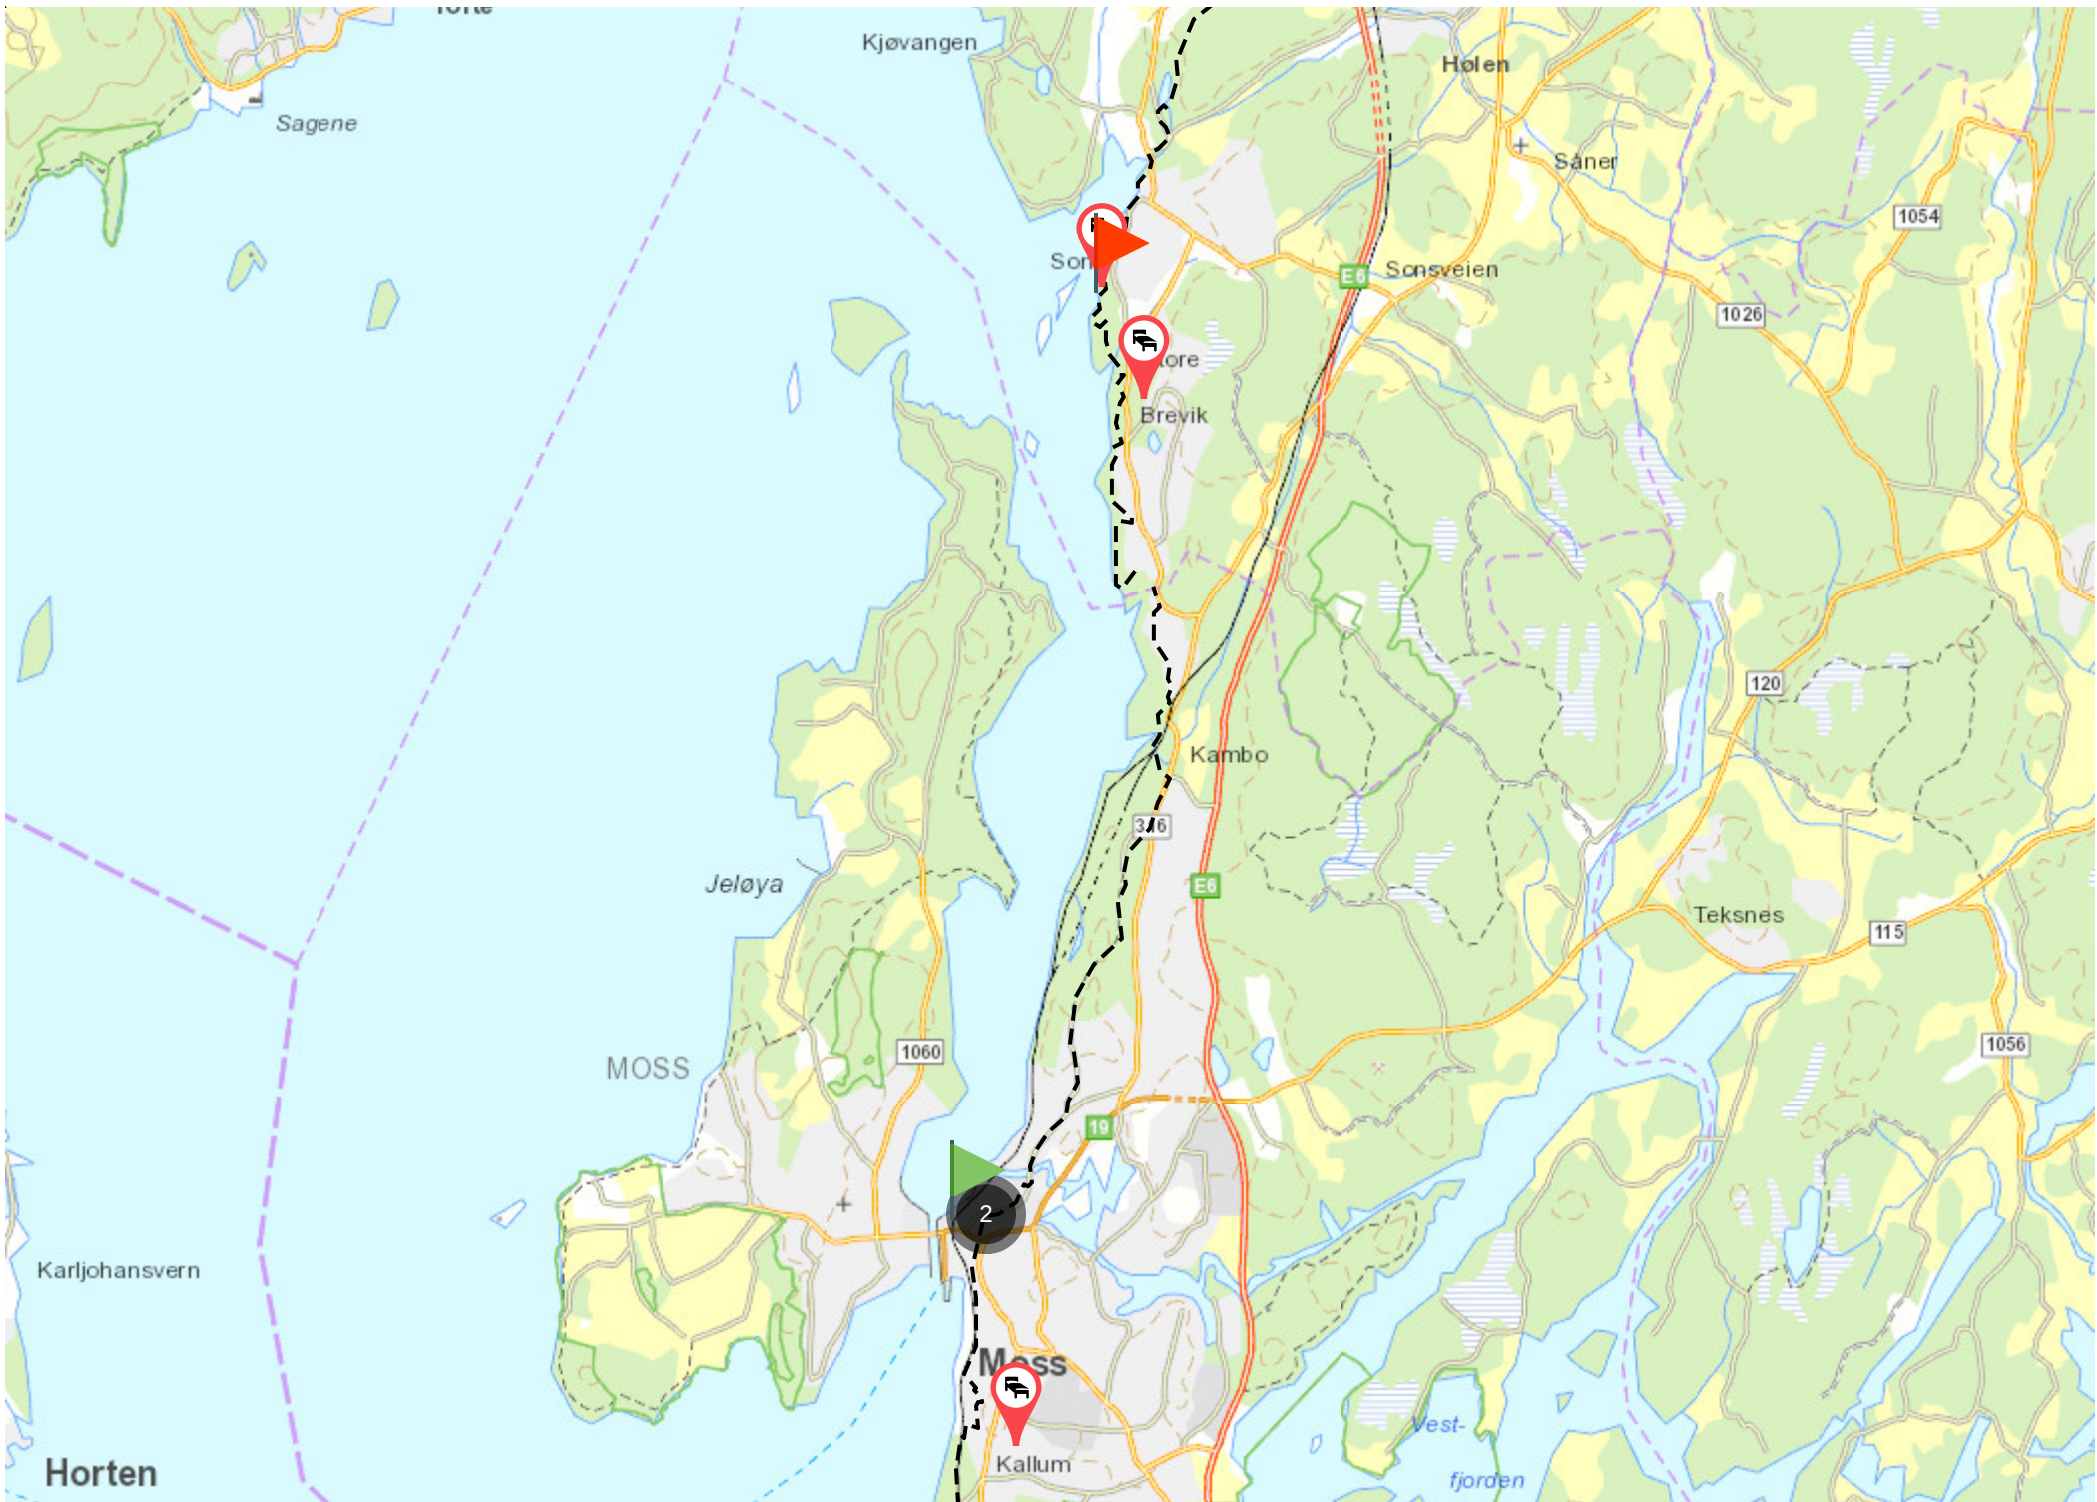 Kjøvangen
Hølen
Sagene
Såner
1054
Son
E6
Sonsveien
1026
Brevik
120
Kambo
E6
Jeløya
Teksnes
115
1060
1056
MOSS
19
2
Karljohansvern
Moss
Vest-
Kallum
fjorden
Horten